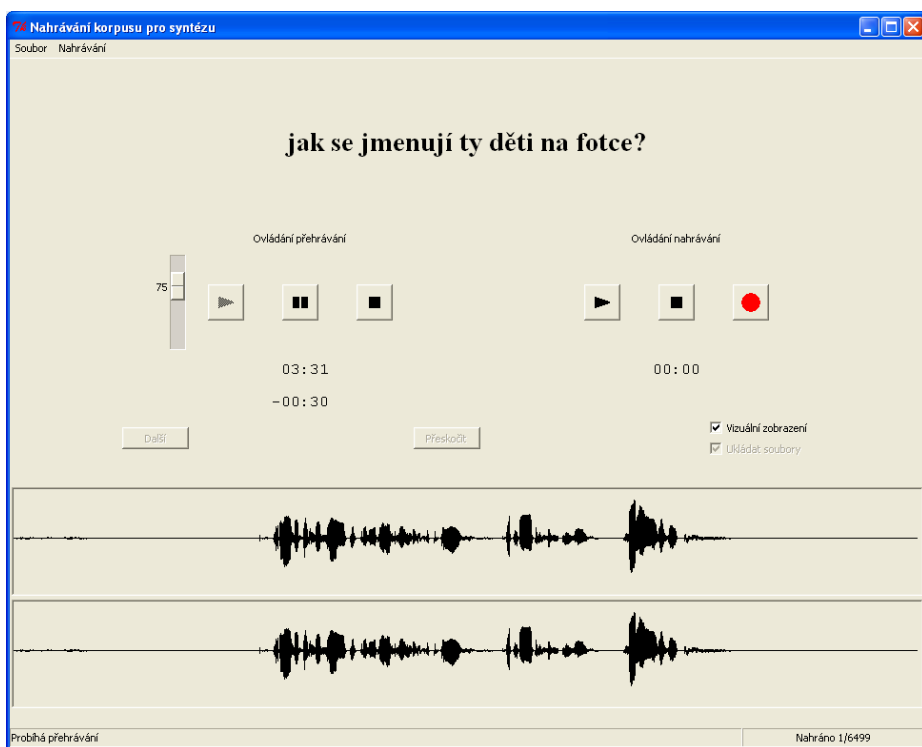 Nahrávání korpusu pro syntézu
Soubor Nahrávání
jak se jmenují ty děti na fotce?
Ovládání přehrávání
Ovládání nahrávání
75
03:31
00:00
-00:30
Další
Přeskočit
Vizuální zobrazení
Ukládat soubory
Probíhá přehrávání
Nahráno 1/6499